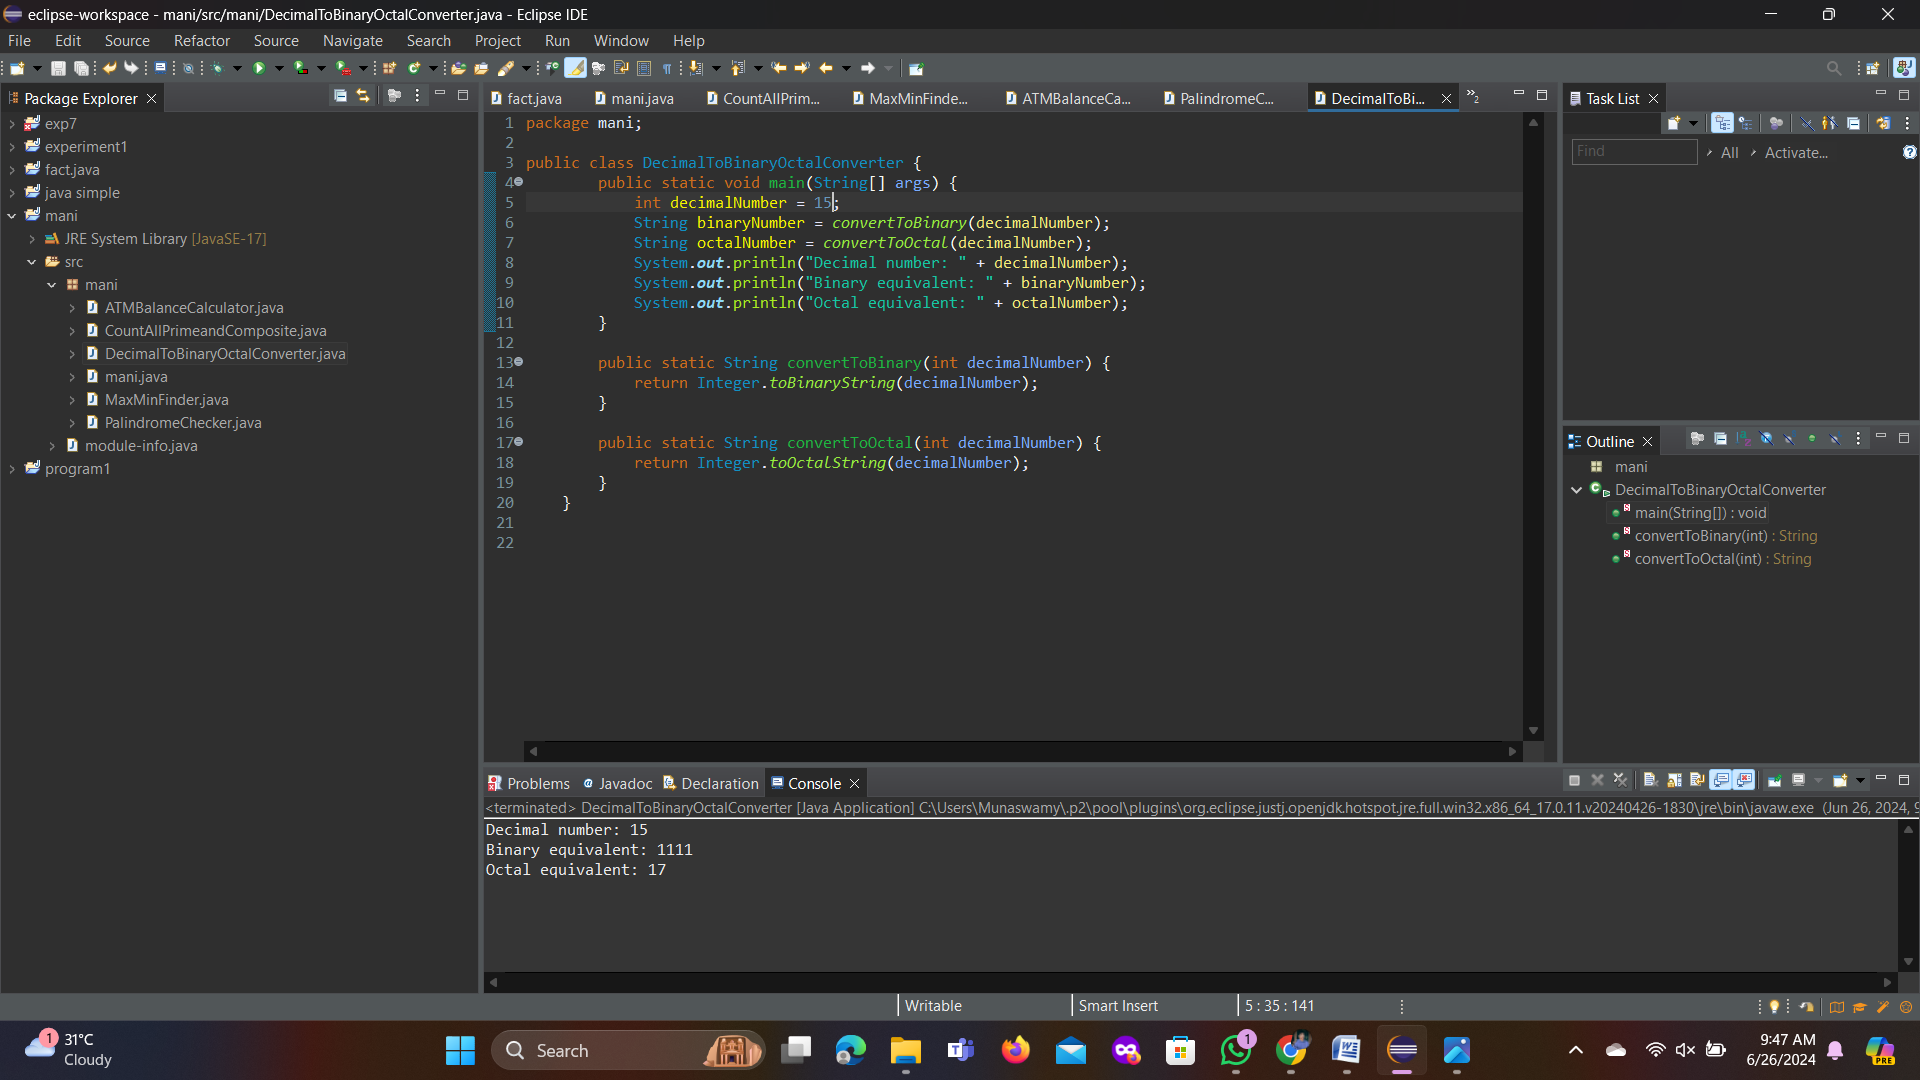 eclipse-workspace - mani/src/mani/DecimalToBinaryOctalConverter.java - Eclipse IDE
File Edit Source Refactor Source Navigate Search Project Run Window Help
Package Explorer
exp7
experiment1
fact.java
java simple
mani
JRE System Library [JavaSE-17]
src
mani
ATMBalanceCalculator.java
CountAllPrimeandComposite.java
DecimalToBinaryOctalConverter.java
mani.java
MaxMinFinder.java
PalindromeChecker.java
module-info.java
program1
fact.java mani.java CountAllPrim... MaxMinFinde... ATMBalanceCa... PalindromeC... DecimalToBi... »2
1 package mani;
2
3 public class DecimalToBinaryOctalConverter {
4 public static void main(String[] args) {
5 int decimalNumber = 15;
6 String binaryNumber = convertToBinary(decimalNumber);
7 String octalNumber = convertToOctal(decimalNumber);
8 System.out.println("Decimal number: " + decimalNumber);
9 System.out.println("Binary equivalent: " + binaryNumber);
10 System.out.println("Octal equivalent: " + octalNumber);
11 }
12
13 public static String convertToBinary(int decimalNumber) {
14 return Integer.toBinaryString(decimalNumber);
15 }
16
17 public static String convertToOctal(int decimalNumber) {
18 return Integer.toOctalString(decimalNumber);
19 }
20 }
21
22
Task List
Find All Activate...
Outline
mani
DecimalToBinaryOctalConverter
main(String[]) : void
convertToBinary(int) : String
convertToOctal(int) : String
Problems Javadoc Declaration Console
<terminated> DecimalToBinaryOctalConverter [Java Application] C:\Users\Munaswamy\.p2\pool\plugins\org.eclipse.justj.openjdk.hotspot.jre.full.win32.x86_64_17.0.11.v20240426-1830\jre\bin\javaw.exe (Jun 26, 2024, 9
Decimal number: 15
Binary equivalent: 1111
Octal equivalent: 17
Writable Smart Insert 5 : 35 : 141
1 31°C
Cloudy
Search
1
9:47 AM
6/26/2024
PRE